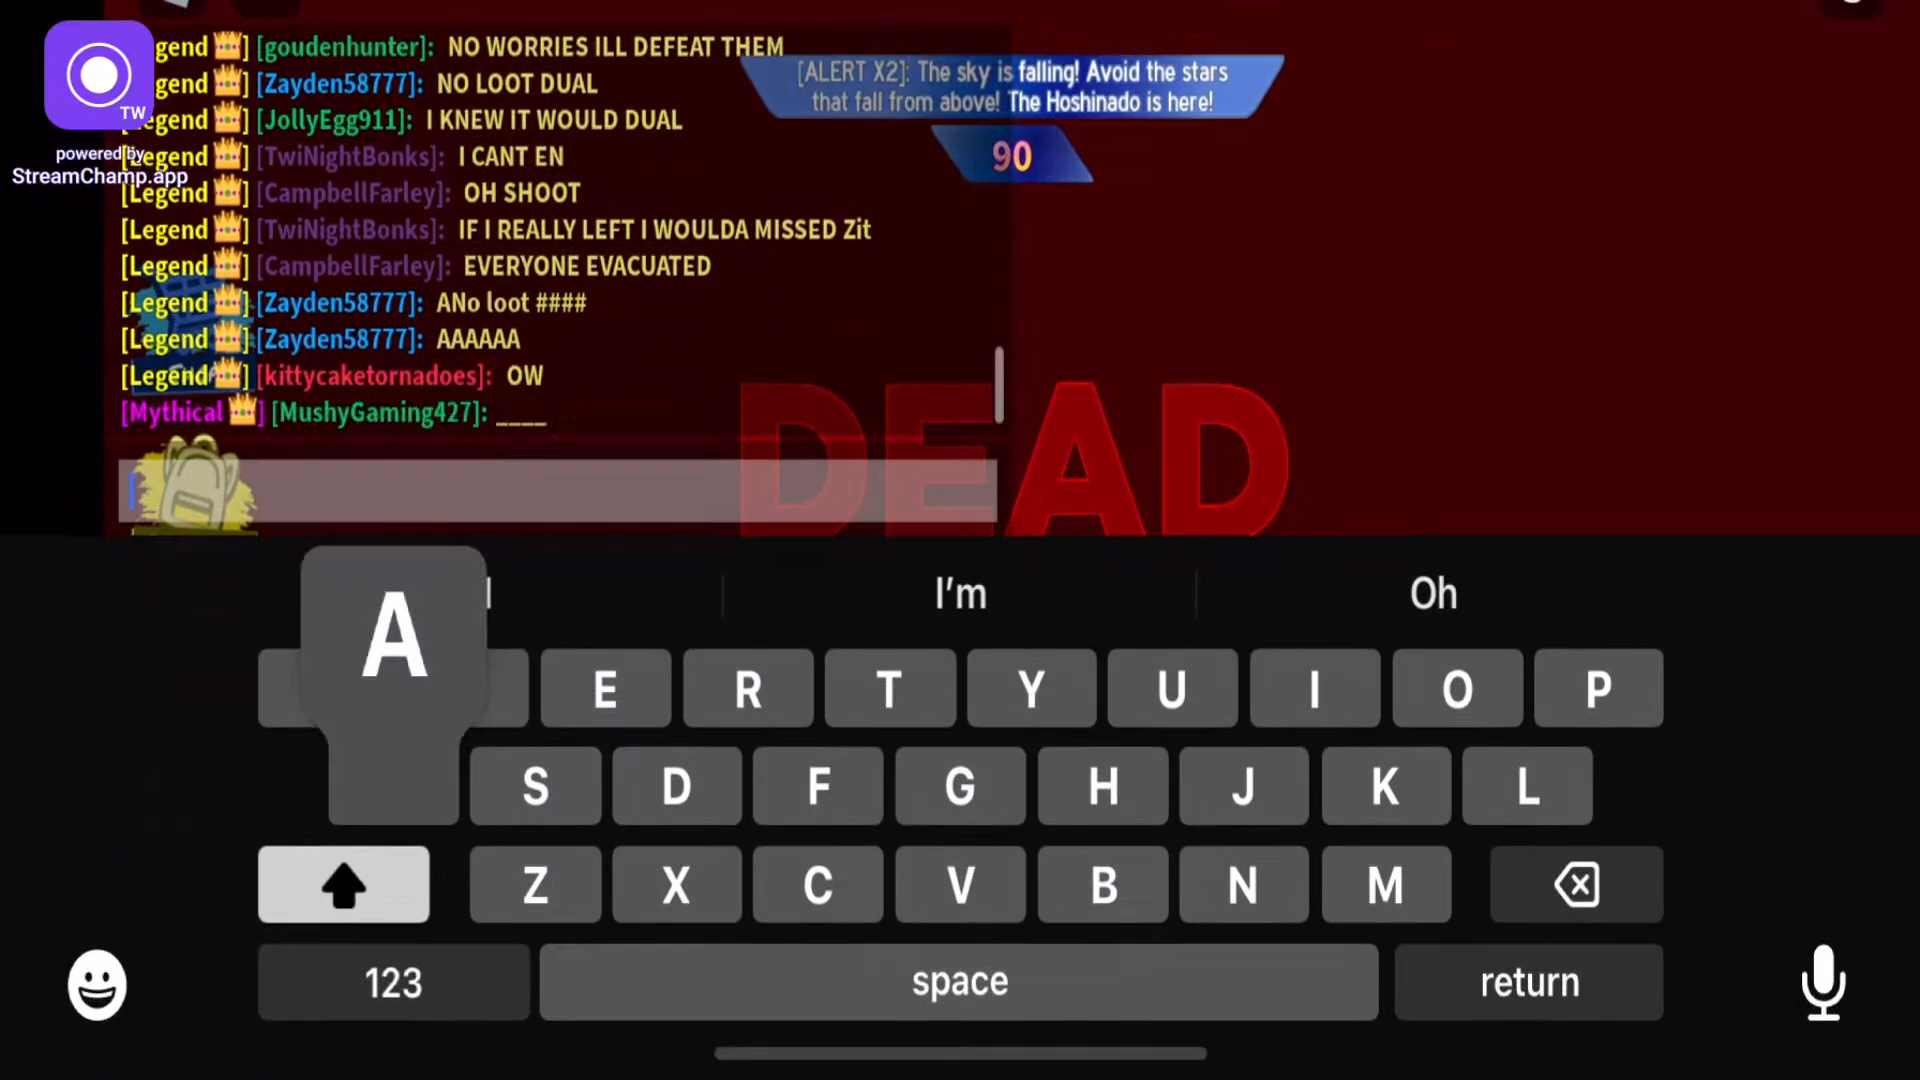 gend 👑] [goudenhunter]: NO WORRIES ILL DEFEAT THEM
gend 👑] [Zayden58777]: NO LOOT DUAL
egend 👑] [JollyEgg911]: I KNEW IT WOULD DUAL
Legend 👑] [TwiNightBonks]: I CANT EN
[Legend 👑] [CampbellFarley]: OH SHOOT
[Legend 👑] [TwiNightBonks]: IF I REALLY LEFT I WOULDA MISSED Zit
[Legend 👑] [CampbellFarley]: EVERYONE EVACUATED
[Legend 👑] [Zayden58777]: ANo loot ####
[Legend 👑] [Zayden58777]: AAAAAA
[Legend 👑] [kittycaketornadoes]: OW
[Mythical 👑] [MushyGaming427]: ____
TW
powered by
StreamChamp.app
[ALERT X2]: The sky is falling! Avoid the stars
that fall from above! The Hoshinado is here!
90
DEAD
I'm Oh
A
E R T Y U I O P
S D F G H J K L
Z X C V B N M
123 space return